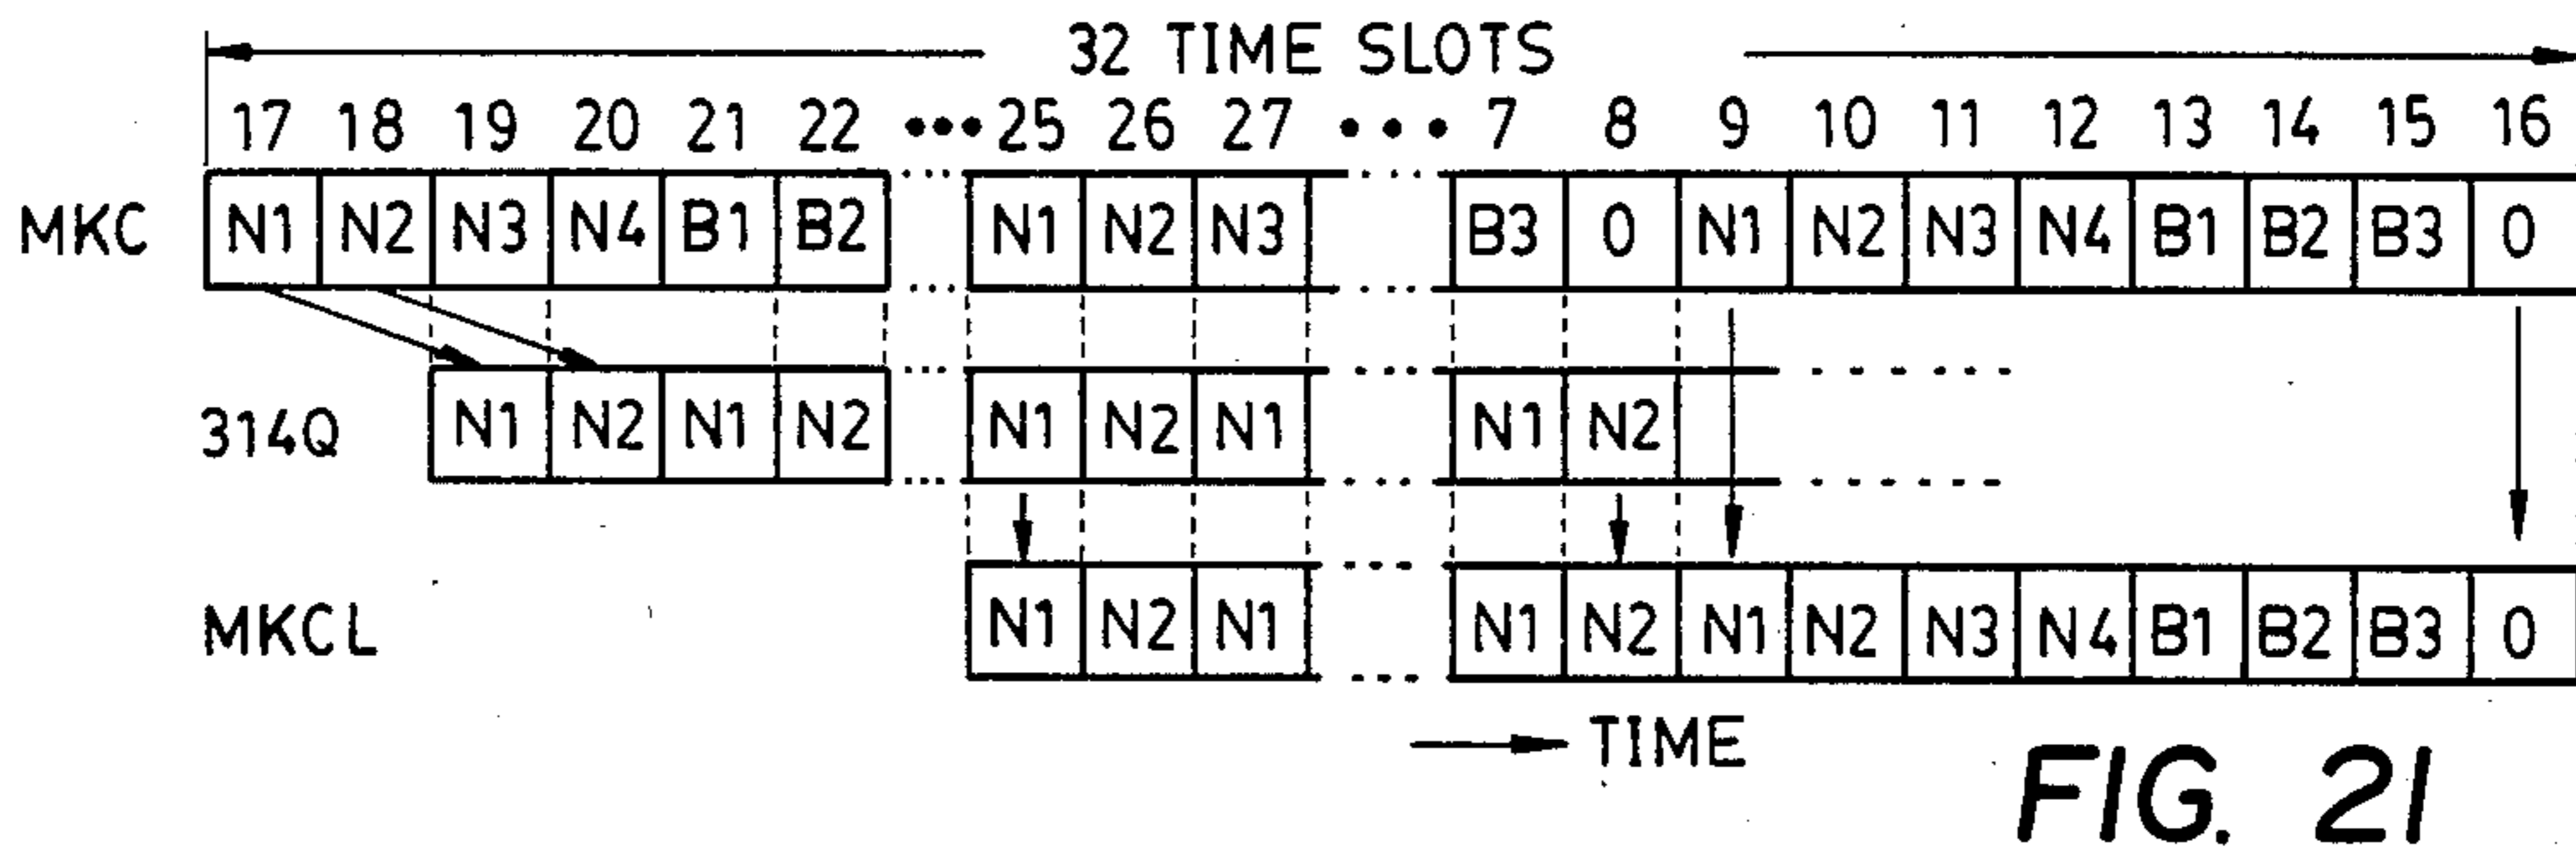 32 TIME SLOTS
17 18 19 20 21 22 ••• 25 26 27 • • • 7 8 9 10 11 12 13 14 15 16
MKC N1 N2 N3 N4 B1 B2 N1 N2 N3 B3 0 N1 N2 N3 N4 B1 B2 B3 0
314Q N1 N2 N1 N2 N1 N2 N1 N1 N2
MKCL N1 N2 N1 N1 N2 N1 N2 N3 N4 B1 B2 B3 0
TIME
FIG. 21